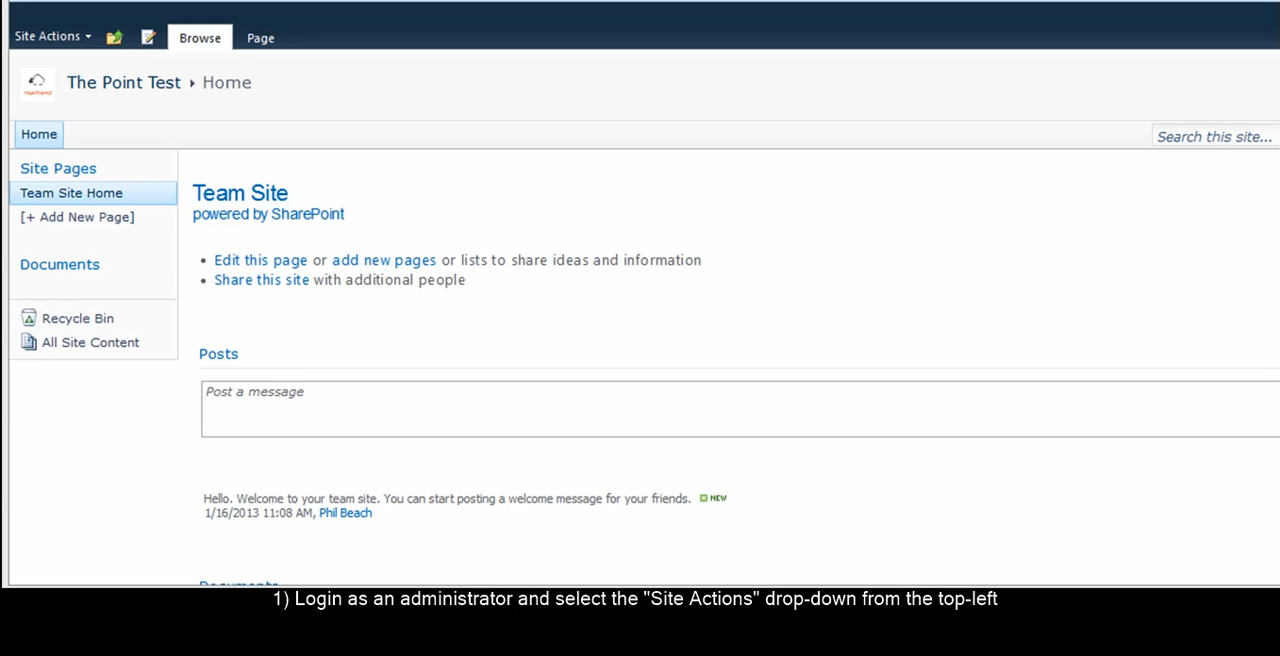 Site Actions
Browse
Page
The Point Test
Home
Home
Search this site...
Site Pages
Team Site Home
[+ Add New Page]
Documents
Recycle Bin
All Site Content
Team Site
powered by SharePoint
Edit this page or add new pages or lists to share ideas and information
Share this site with additional people
Posts
Post a message
Hello. Welcome to your team site. You can start posting a welcome message for your friends. NEW
1/16/2013 11:08 AM, Phil Beach
Documents
1) Login as an administrator and select the "Site Actions" drop-down from the top-left